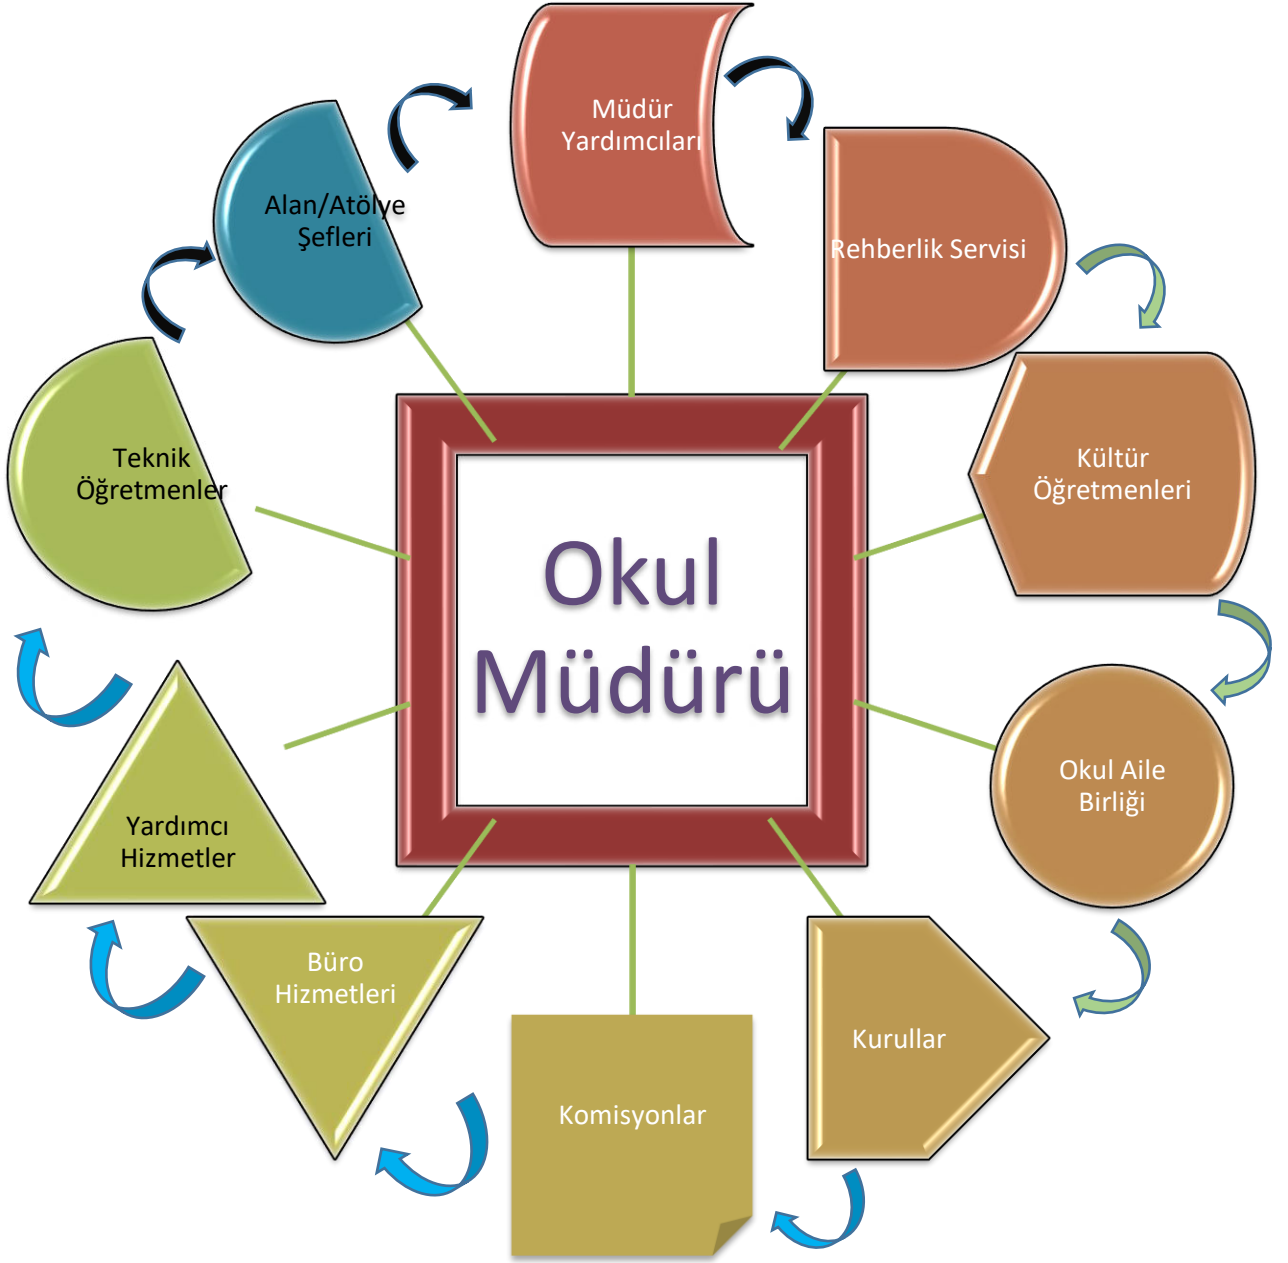 Müdür
Yardımcıları
Rehberlik Servisi
Kültür
Öğretmenleri
Okul Aile
Birliği
Kurullar
Komisyonlar
Büro
Hizmetleri
Yardımcı
Hizmetler
Teknik
Öğretmenler
Alan/Atölye
Şefleri
Okul
Müdürü